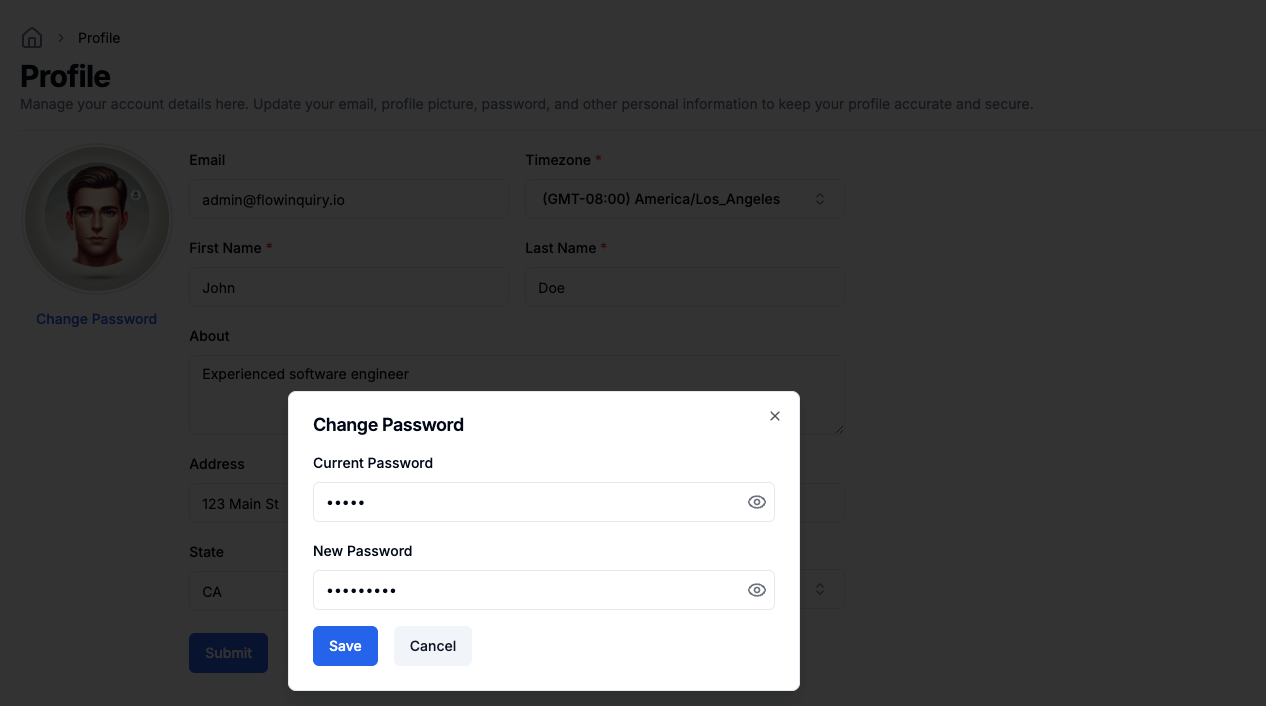 Profile
Profile
Manage your account details here. Update your email, profile picture, password, and other personal information to keep your profile accurate and secure.
Email
Timezone *
admin@flowinquiry.io
(GMT-08:00) America/Los_Angeles
First Name *
Last Name *
John
Doe
Change Password
About
Experienced software engineer
Change Password
Current Password
•••••
Address
123 Main St
New Password
•••••••••
State
CA
Save
Cancel
Submit